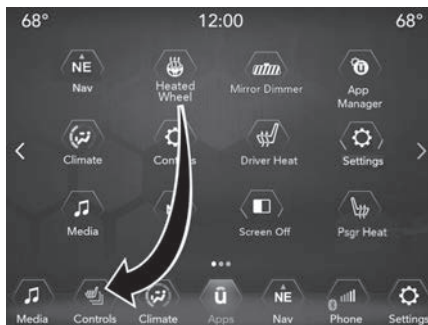 68°
12:00
68°
NE
Nav
Heated
Wheel
Mirror Dimmer
App
Manager
Climate
Controls
Driver Heat
Settings
Media
Screen Off
Psgr Heat
Media
Controls
Climate
Ū
Apps
NE
Nav
Phone
Settings